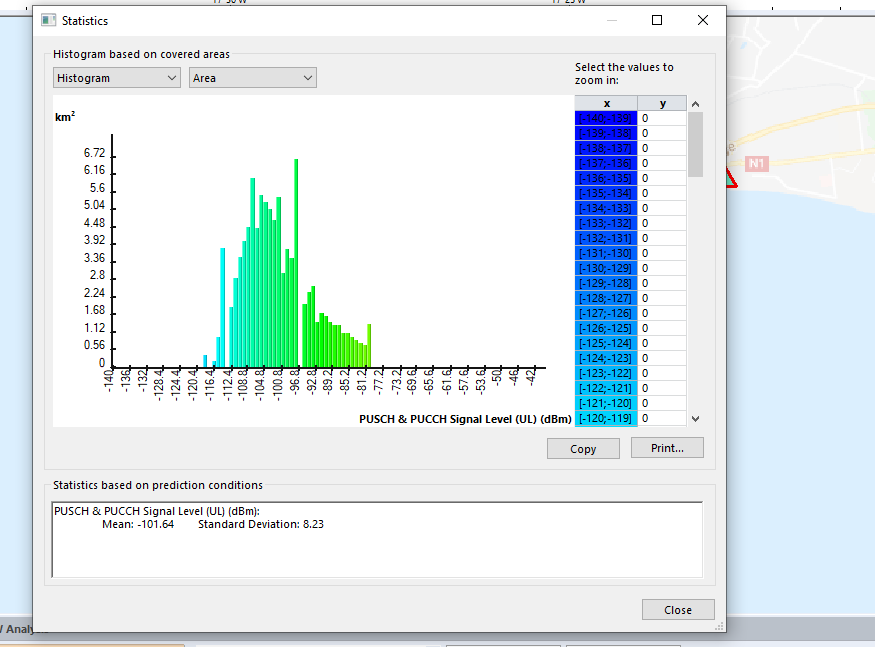 17°30'W
17°25'W
Statistics
Histogram based on covered areas
Histogram
Area
Select the values to
zoom in:
km²
6.72
6.16
5.6
5.04
4.48
3.92
3.36
2.8
2.24
1.68
1.12
0.56
0
-140 -136 -132 -128.4 -124.4 -120.4 -116.4 -112.4 -108.8 -104.8 -100.8 -96.8 -92.8 -89.2 -85.2 -81.2 -77.2 -73.2 -69.6 -65.6 -61.6 -57.6 -53.6 -50 -46 -42
PUSCH & PUCCH Signal Level (UL) (dBm)
x y
[-140;-139] 0
[-139;-138] 0
[-138;-137] 0
[-137;-136] 0
[-136;-135] 0
[-135;-134] 0
[-134;-133] 0
[-133;-132] 0
[-132;-131] 0
[-131;-130] 0
[-130;-129] 0
[-129;-128] 0
[-128;-127] 0
[-127;-126] 0
[-126;-125] 0
[-125;-124] 0
[-124;-123] 0
[-123;-122] 0
[-122;-121] 0
[-121;-120] 0
[-120;-119] 0
N1
Copy
Print...
Statistics based on prediction conditions
PUSCH & PUCCH Signal Level (UL) (dBm):
Mean: -101.64 Standard Deviation: 8.23
Close